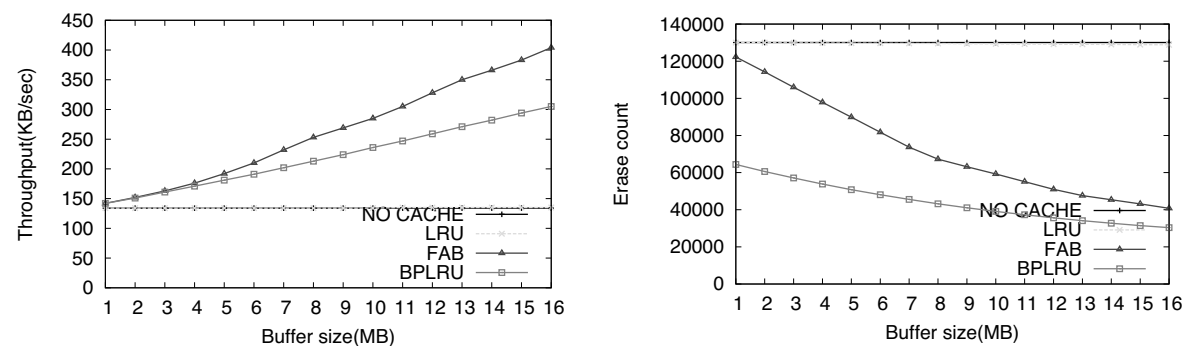 450
400
350
300
250
200
150
100
50
0
Throughput(KB/sec)
NO CACHE
LRU
FAB
BPLRU
1 2 3 4 5 6 7 8 9 10 11 12 13 14 15 16
Buffer size(MB)
140000
120000
100000
80000
60000
40000
20000
0
Erase count
NO CACHE
LRU
FAB
BPLRU
1 2 3 4 5 6 7 8 9 10 11 12 13 14 15 16
Buffer size(MB)